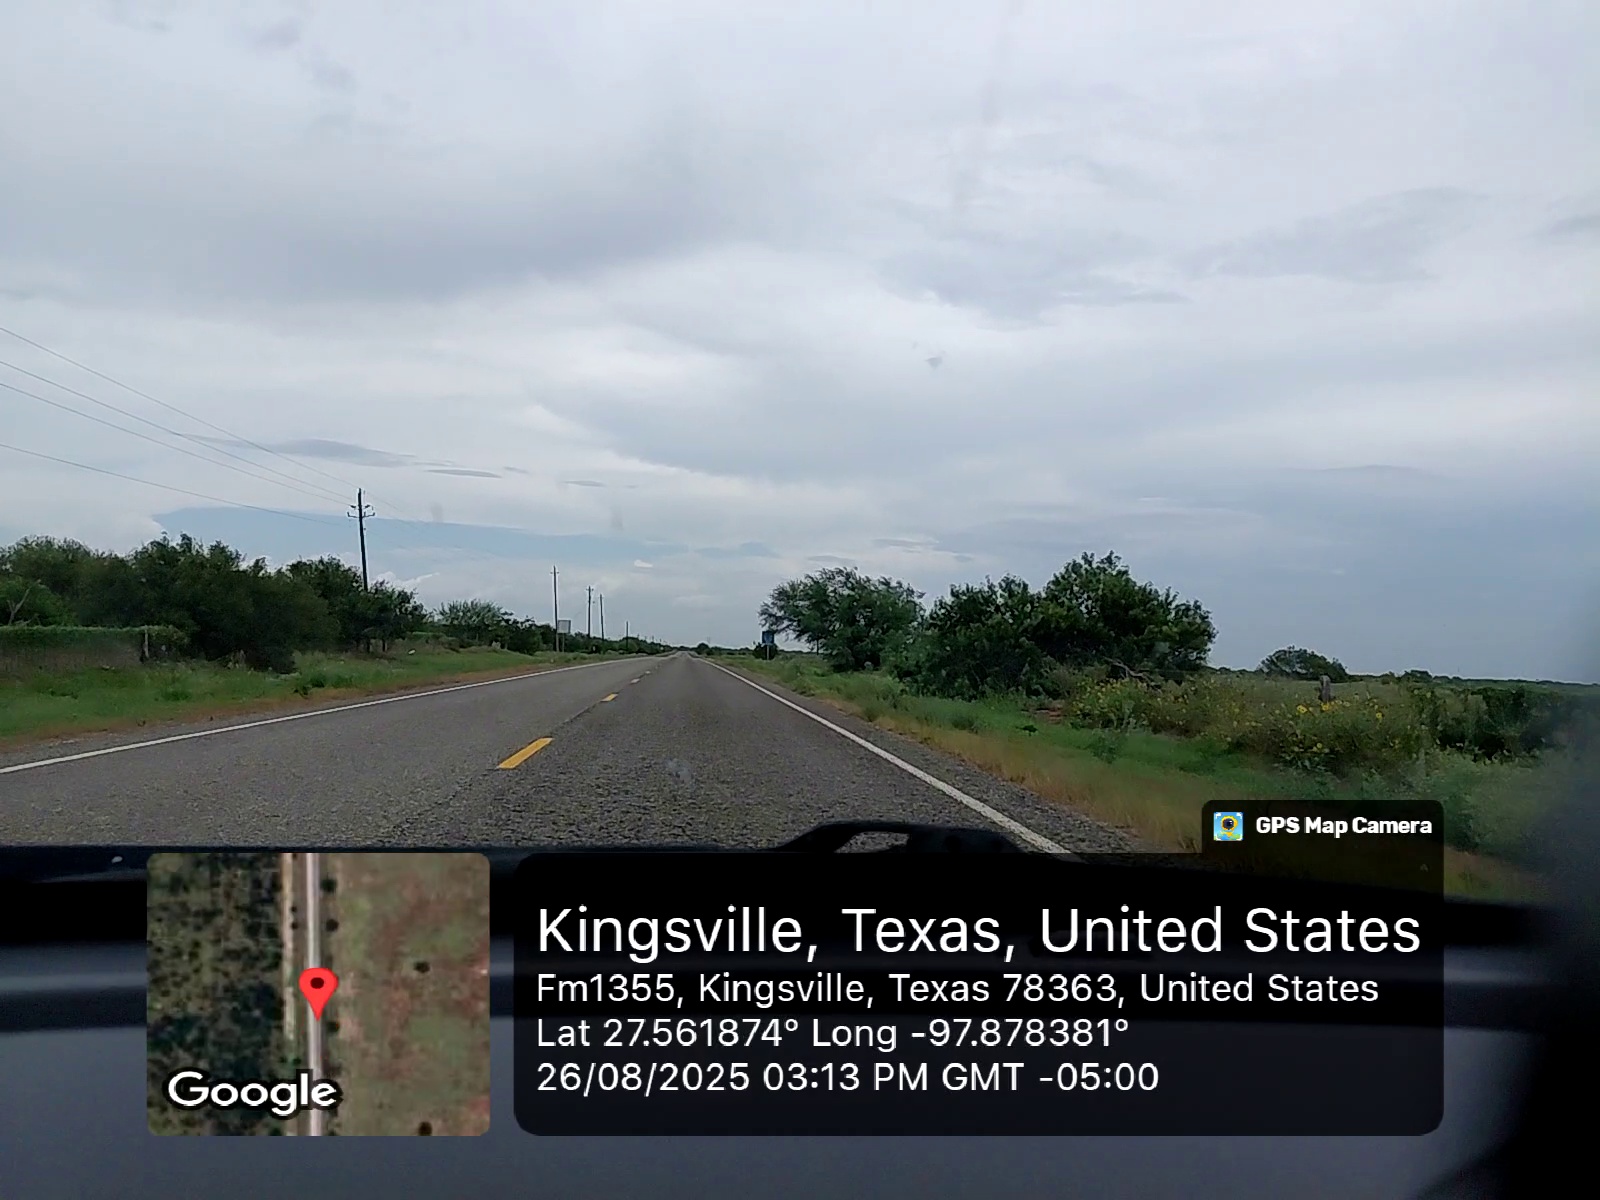 GPS Map Camera
Kingsville, Texas, United States
Fm1355, Kingsville, Texas 78363, United States
Lat 27.561874° Long -97.878381°
26/08/2025 03:13 PM GMT -05:00
Google